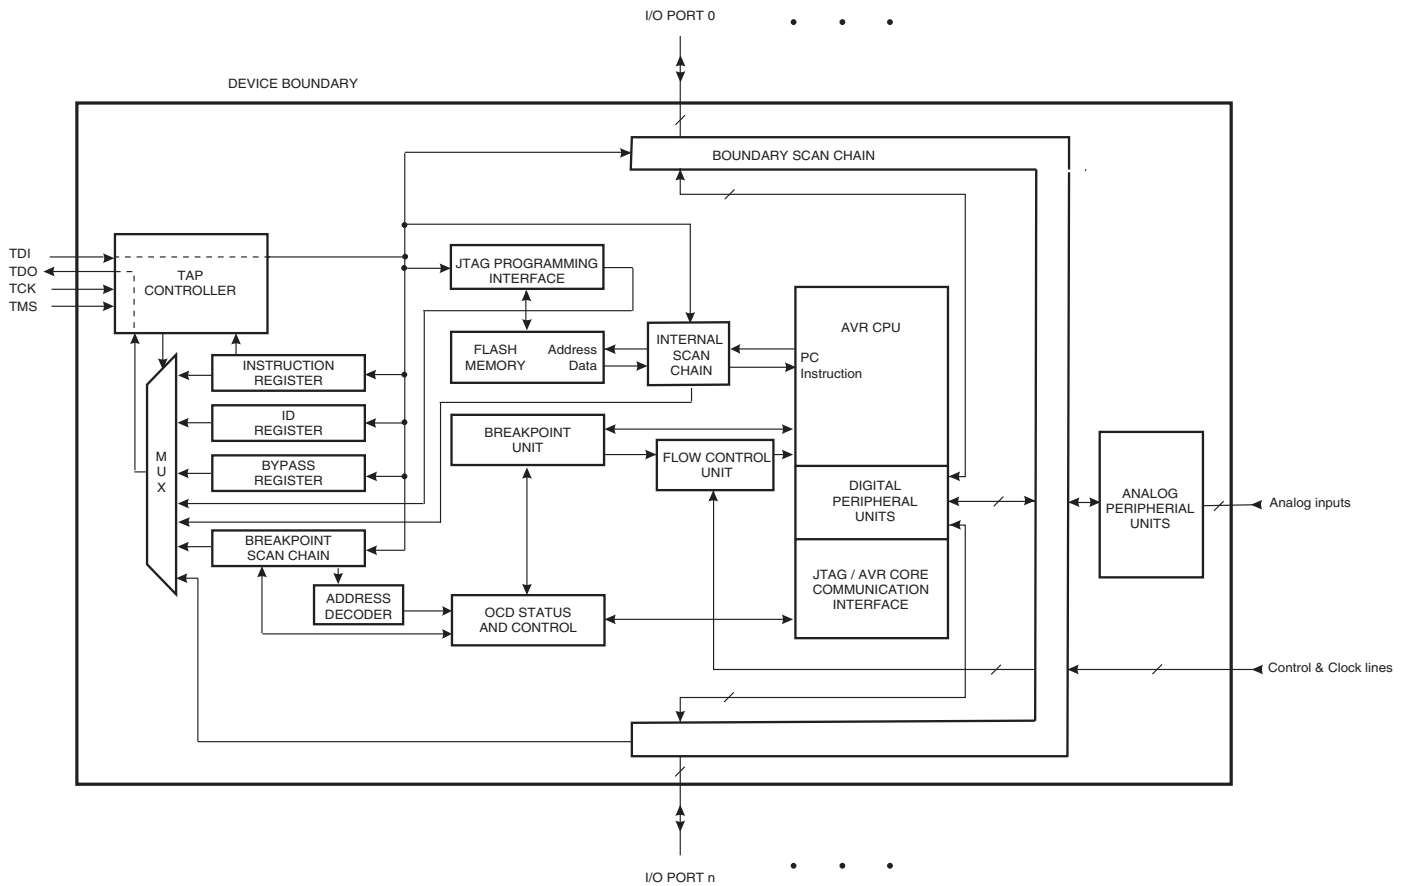 I/O PORT 0
DEVICE BOUNDARY
BOUNDARY SCAN CHAIN
TDI
TDO
TCK
TMS
TAP
CONTROLLER
JTAG PROGRAMMING
INTERFACE
AVR CPU
FLASH
MEMORY
Address
Data
INTERNAL
SCAN
CHAIN
PC
Instruction
INSTRUCTION
REGISTER
ID
REGISTER
M
U
X
BYPASS
REGISTER
BREAKPOINT
UNIT
FLOW CONTROL
UNIT
DIGITAL
PERIPHERAL
UNITS
ANALOG
PERIPHERIAL
UNITS
Analog inputs
BREAKPOINT
SCAN CHAIN
ADDRESS
DECODER
OCD STATUS
AND CONTROL
JTAG / AVR CORE
COMMUNICATION
INTERFACE
Control & Clock lines
I/O PORT n